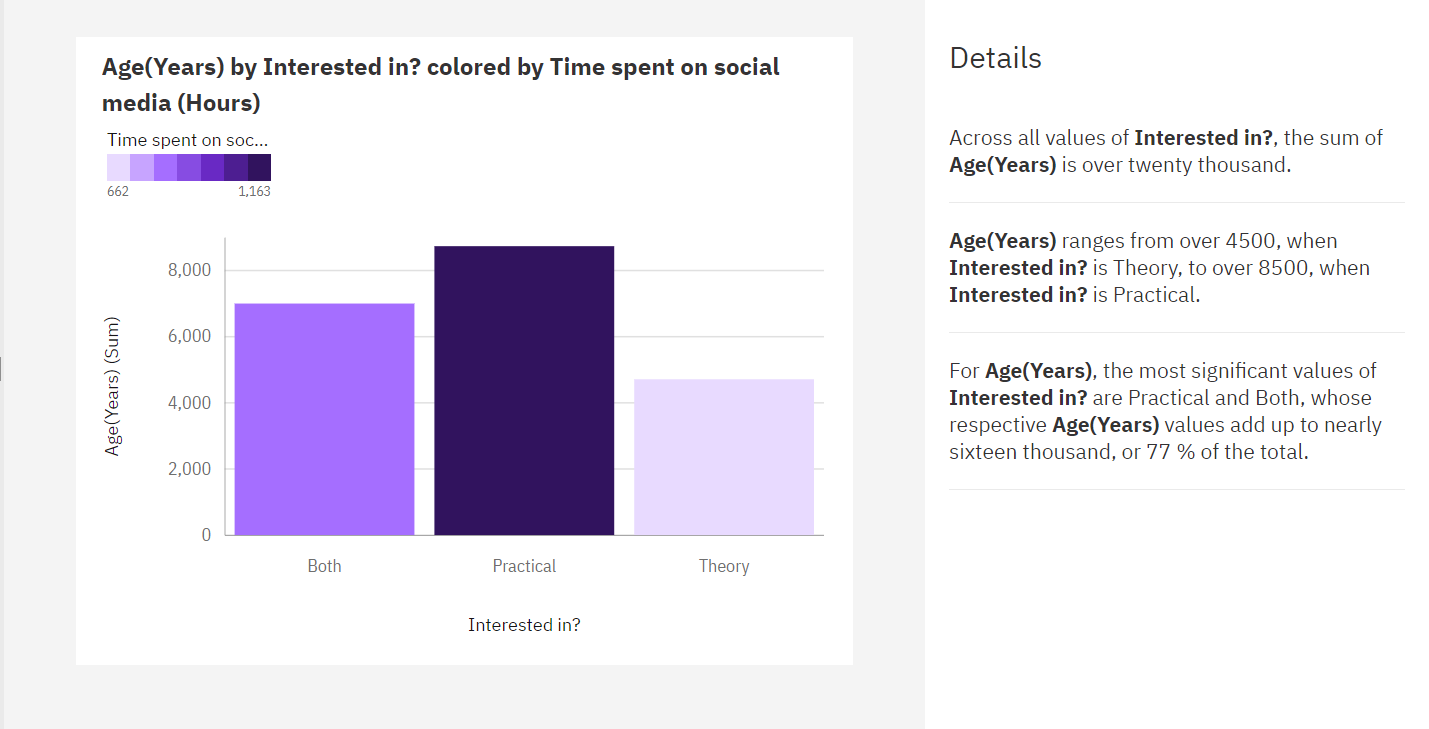 Age(Years) by Interested in? colored by Time spent on social
media (Hours)
Time spent on soc...
662
1,163
8,000
6,000
4,000
2,000
0
Age(Years) (Sum)
Both
Practical
Theory
Interested in?
Details
Across all values of Interested in?, the sum of
Age(Years) is over twenty thousand.
Age(Years) ranges from over 4500, when
Interested in? is Theory, to over 8500, when
Interested in? is Practical.
For Age(Years), the most significant values of
Interested in? are Practical and Both, whose
respective Age(Years) values add up to nearly
sixteen thousand, or 77 % of the total.